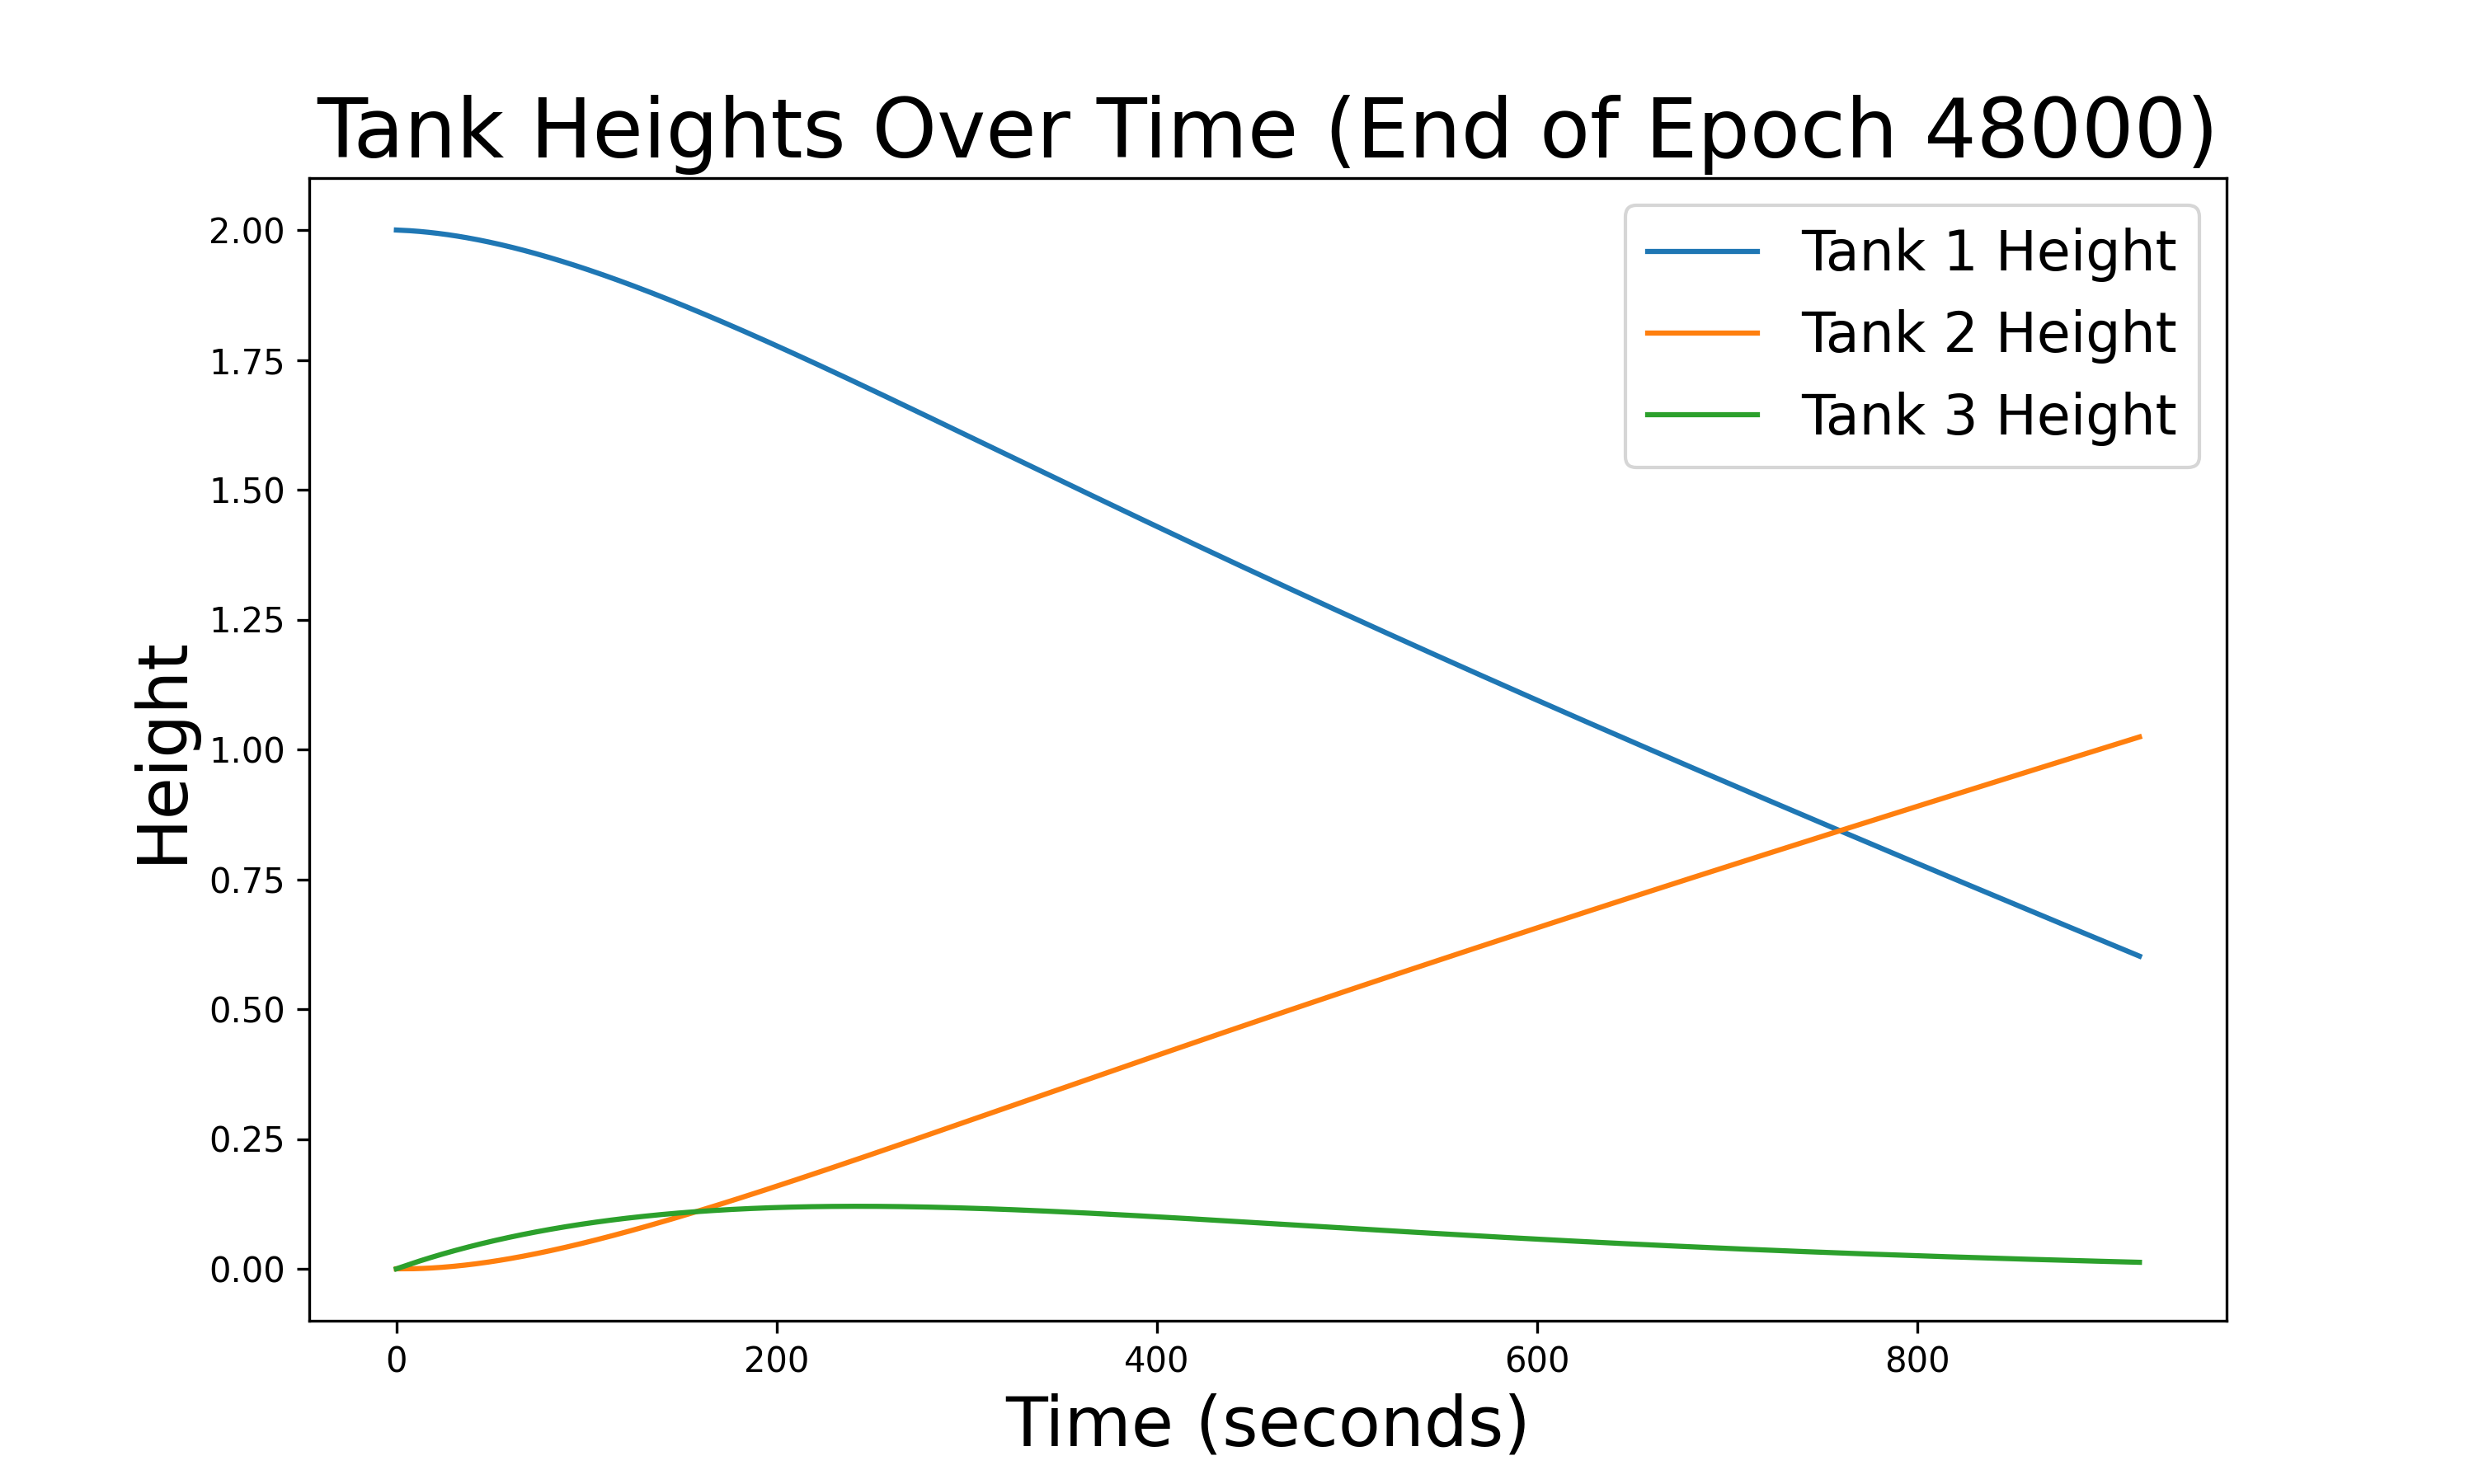 Tank Heights Over Time (End of Epoch 48000)
Tank 1 Height
Tank 2 Height
Tank 3 Height
Height
2.00
1.75
1.50
1.25
1.00
0.75
0.50
0.25
0.00
0 200 400 600 800
Time (seconds)